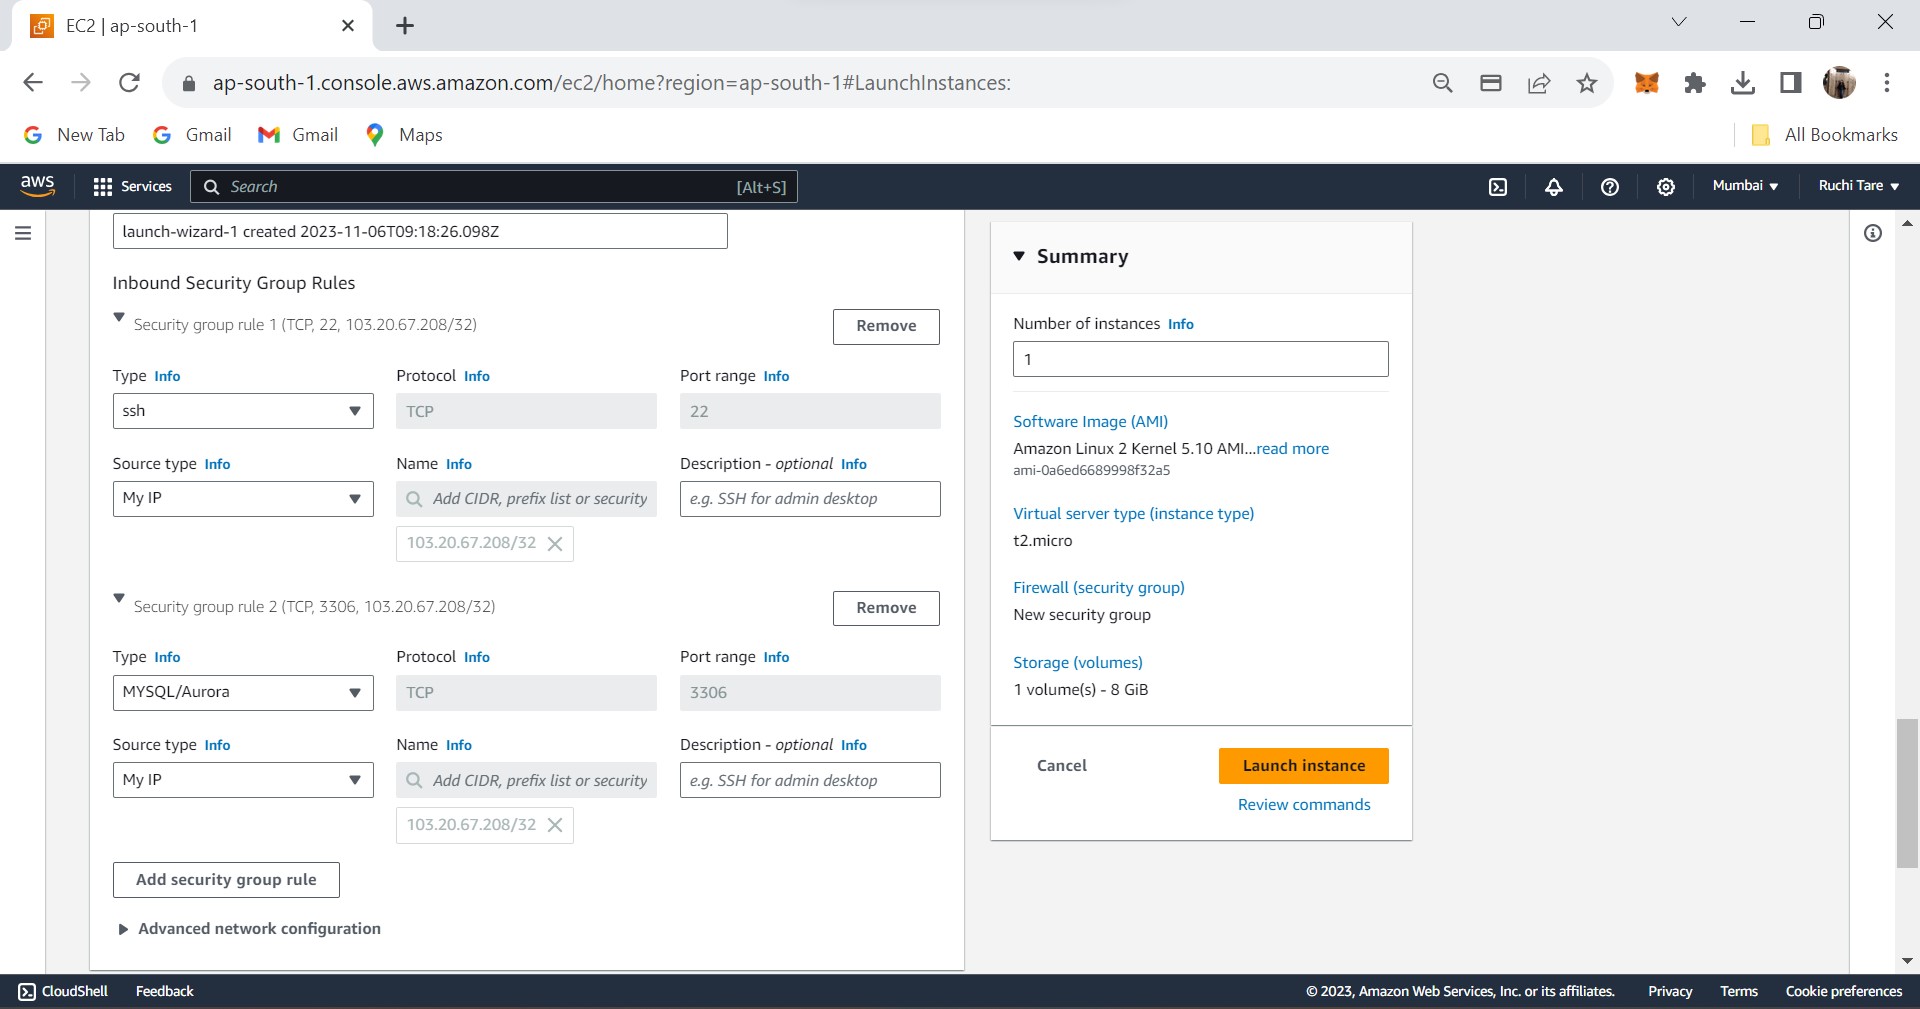 EC2 | ap-south-1
ap-south-1.console.aws.amazon.com/ec2/home?region=ap-south-1#LaunchInstances:
New Tab Gmail Gmail Maps All Bookmarks
aws Services Search [Alt+S] Mumbai Ruchi Tare
launch-wizard-1 created 2023-11-06T09:18:26.098Z
Inbound Security Group Rules
Security group rule 1 (TCP, 22, 103.20.67.208/32) Remove
Type Info Protocol Info Port range Info
ssh TCP 22
Source type Info Name Info Description - optional Info
My IP Add CIDR, prefix list or security e.g. SSH for admin desktop
103.20.67.208/32
Security group rule 2 (TCP, 3306, 103.20.67.208/32) Remove
Type Info Protocol Info Port range Info
MYSQL/Aurora TCP 3306
Source type Info Name Info Description - optional Info
My IP Add CIDR, prefix list or security e.g. SSH for admin desktop
103.20.67.208/32
Add security group rule
Advanced network configuration
Summary
Number of instances Info
1
Software Image (AMI)
Amazon Linux 2 Kernel 5.10 AMI...read more
ami-0a6ed6689998f32a5
Virtual server type (instance type)
t2.micro
Firewall (security group)
New security group
Storage (volumes)
1 volume(s) - 8 GiB
Cancel Launch instance
Review commands
CloudShell Feedback © 2023, Amazon Web Services, Inc. or its affiliates. Privacy Terms Cookie preferences